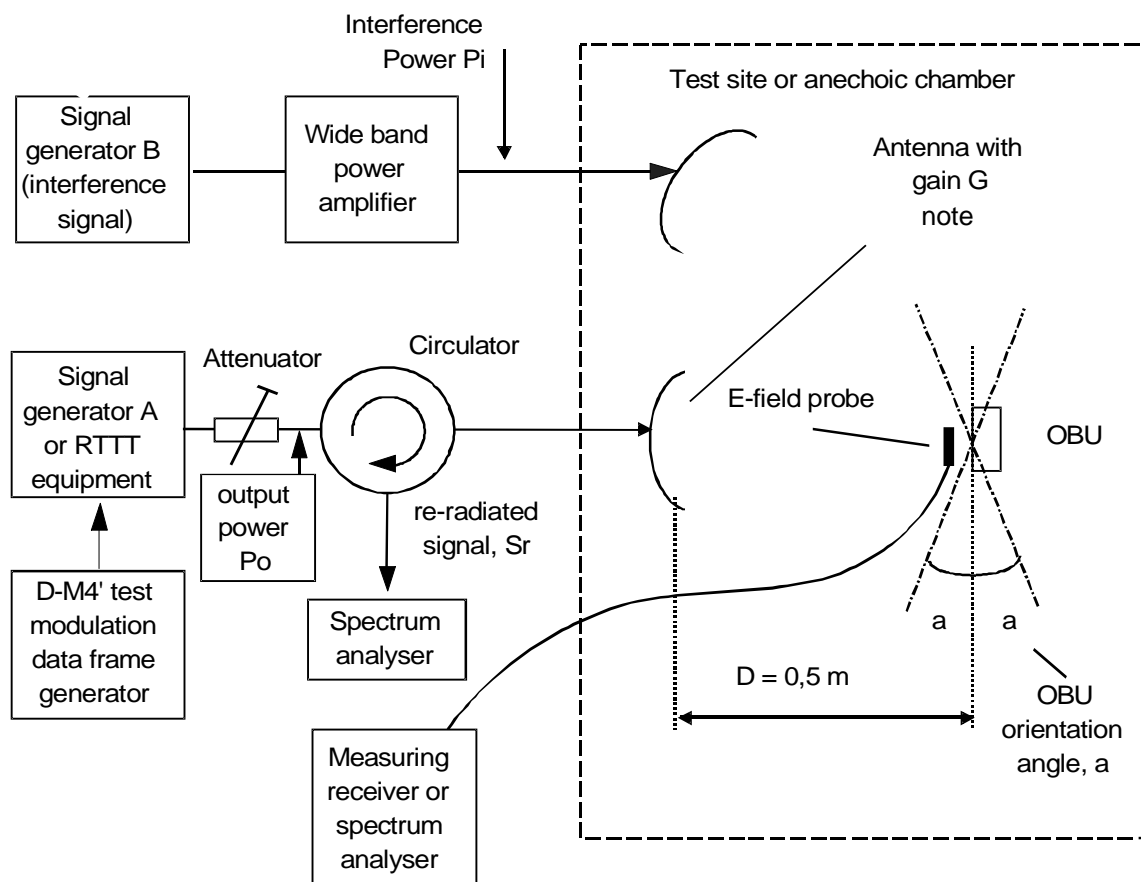 Interference
Power Pi
Test site or anechoic chamber
Signal
generator B
(interference
signal)
Wide band
power
amplifier
Antenna with
gain G
note
Attenuator
Circulator
Signal
generator A
or RTTT
equipment
E-field probe
OBU
output
power
Po
re-radiated
signal, Sr
D-M4' test
modulation
data frame
generator
Spectrum
analyser
a
a
D = 0,5 m
OBU
orientation
angle, a
Measuring
receiver or
spectrum
analyser